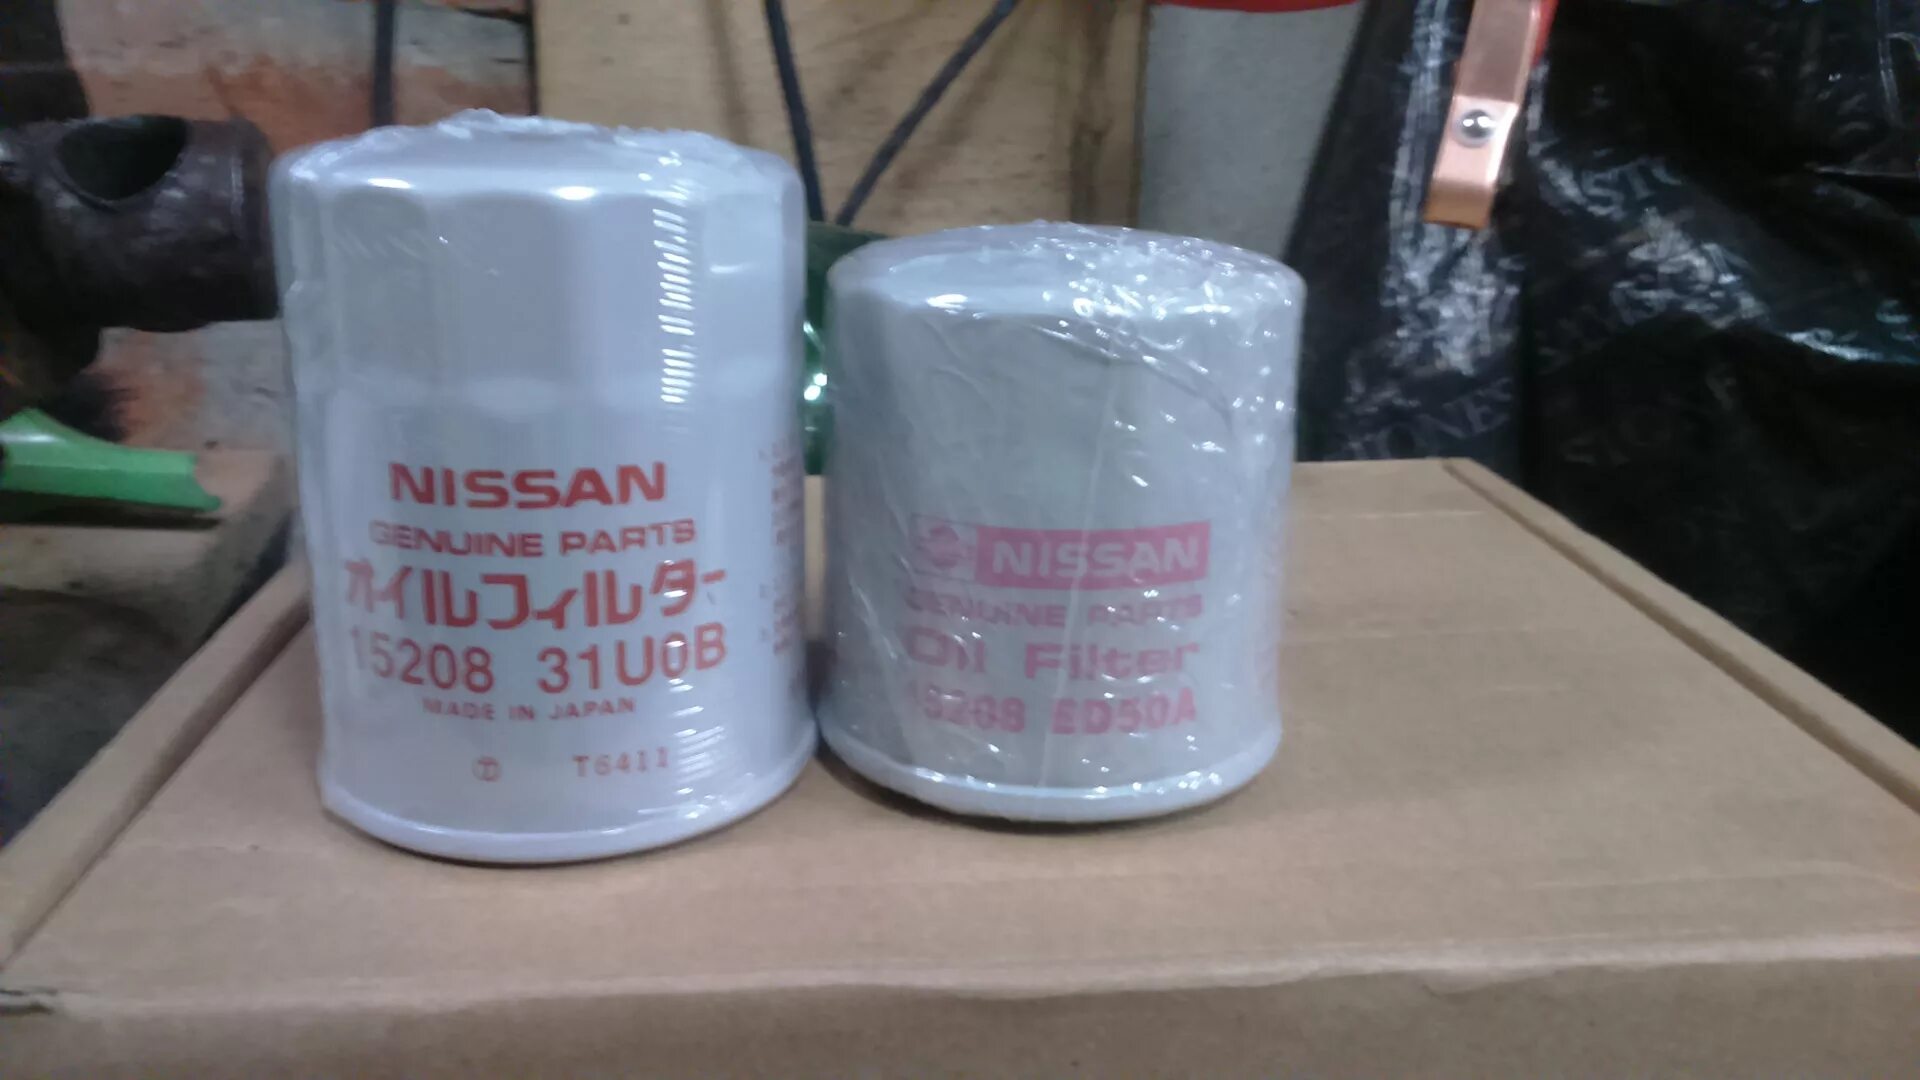 NISSAN
GENUINE PARTS
オイルフィルター
15208 31U0B
MADE IN JAPAN
T T6411
NISSAN
GENUINE PARTS
Oil Filter
15208 ED50A